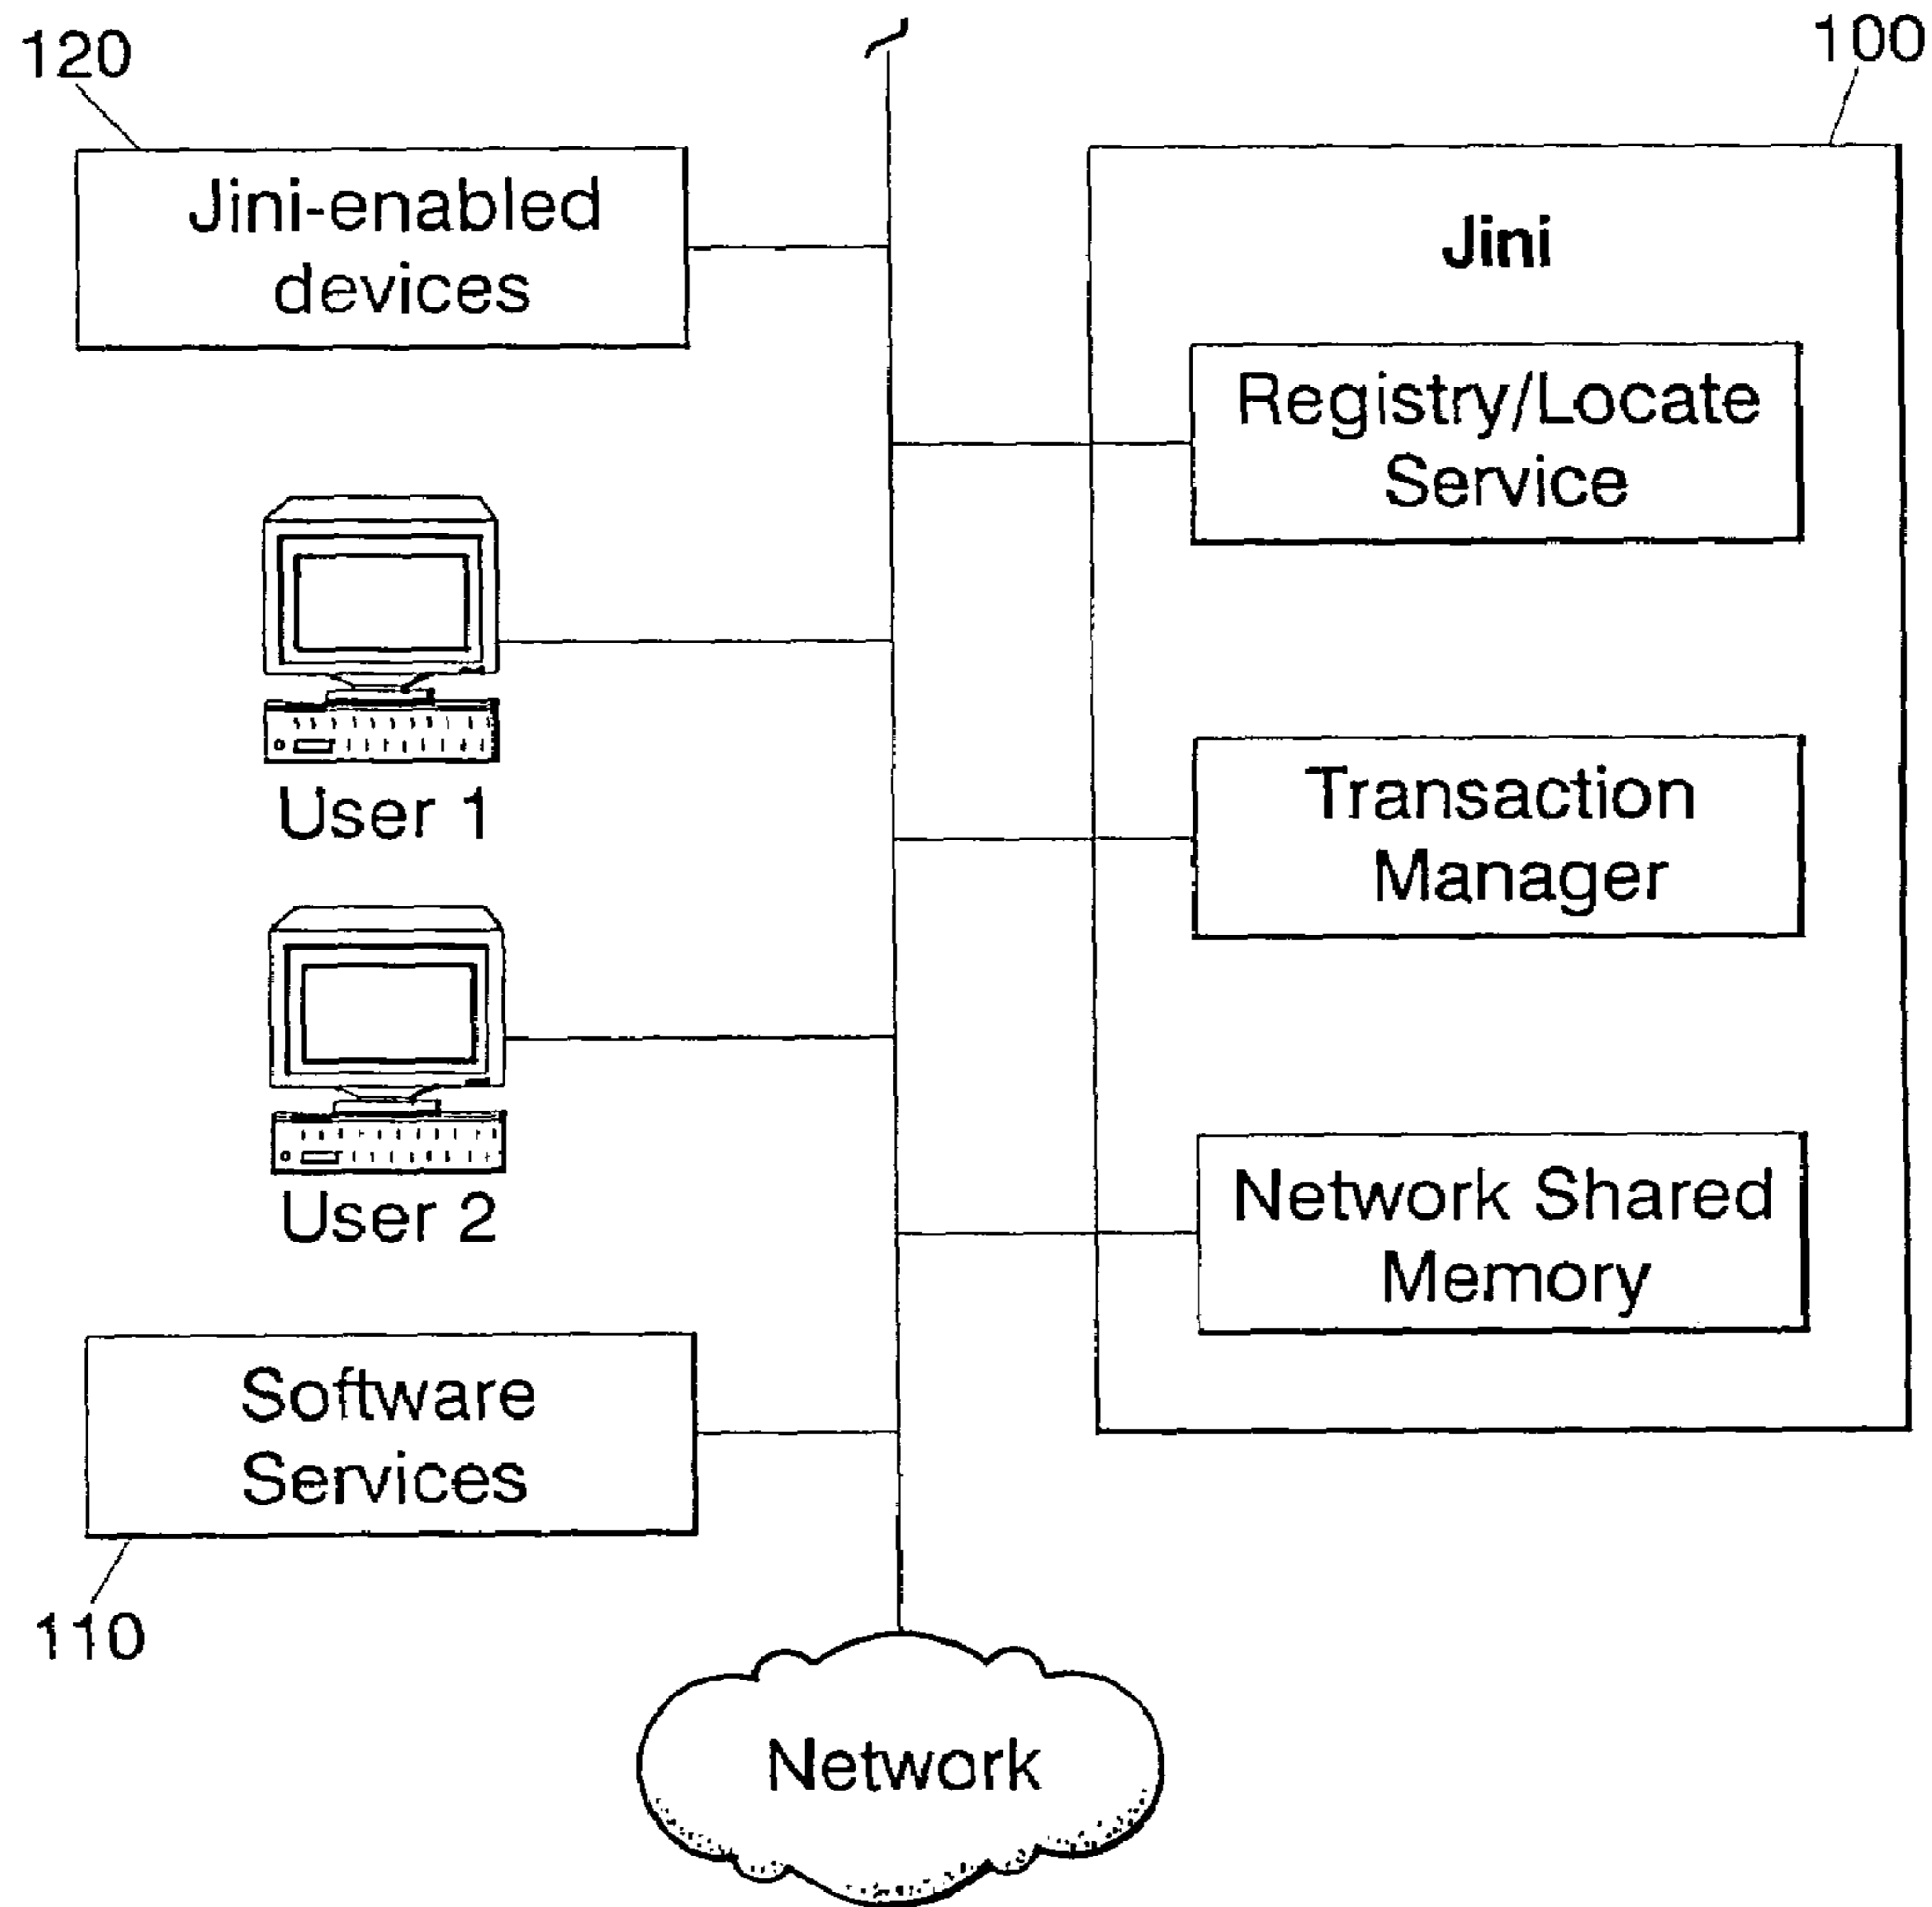 120
100
Jini-enabled
devices
Jini
Registry/Locate
Service
User 1
Transaction
Manager
User 2
Network Shared
Memory
Software
Services
110
Network